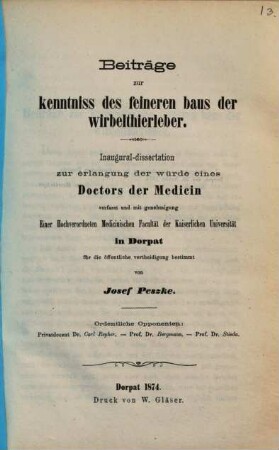 13.
Beiträge
zur
kenntniss des feineren baus der
wirbelthierleber.
Inaugural-dissertation
zur erlangung der würde eines
Doctors der Medicin
verfasst und mit genehmigung
Einer Hochverordneten Medicinischen Facultät der Kaiserlichen Universität
in Dorpat
für die öffentliche vertheidigung bestimmt
von
Josef Peszke.
Ordentliche Opponenten:
Privatdocent Dr. Carl Reyher. — Prof. Dr. Bergmann. — Prof. Dr. Stieda.
Dorpat 1874.
Druck von W. Gläser.